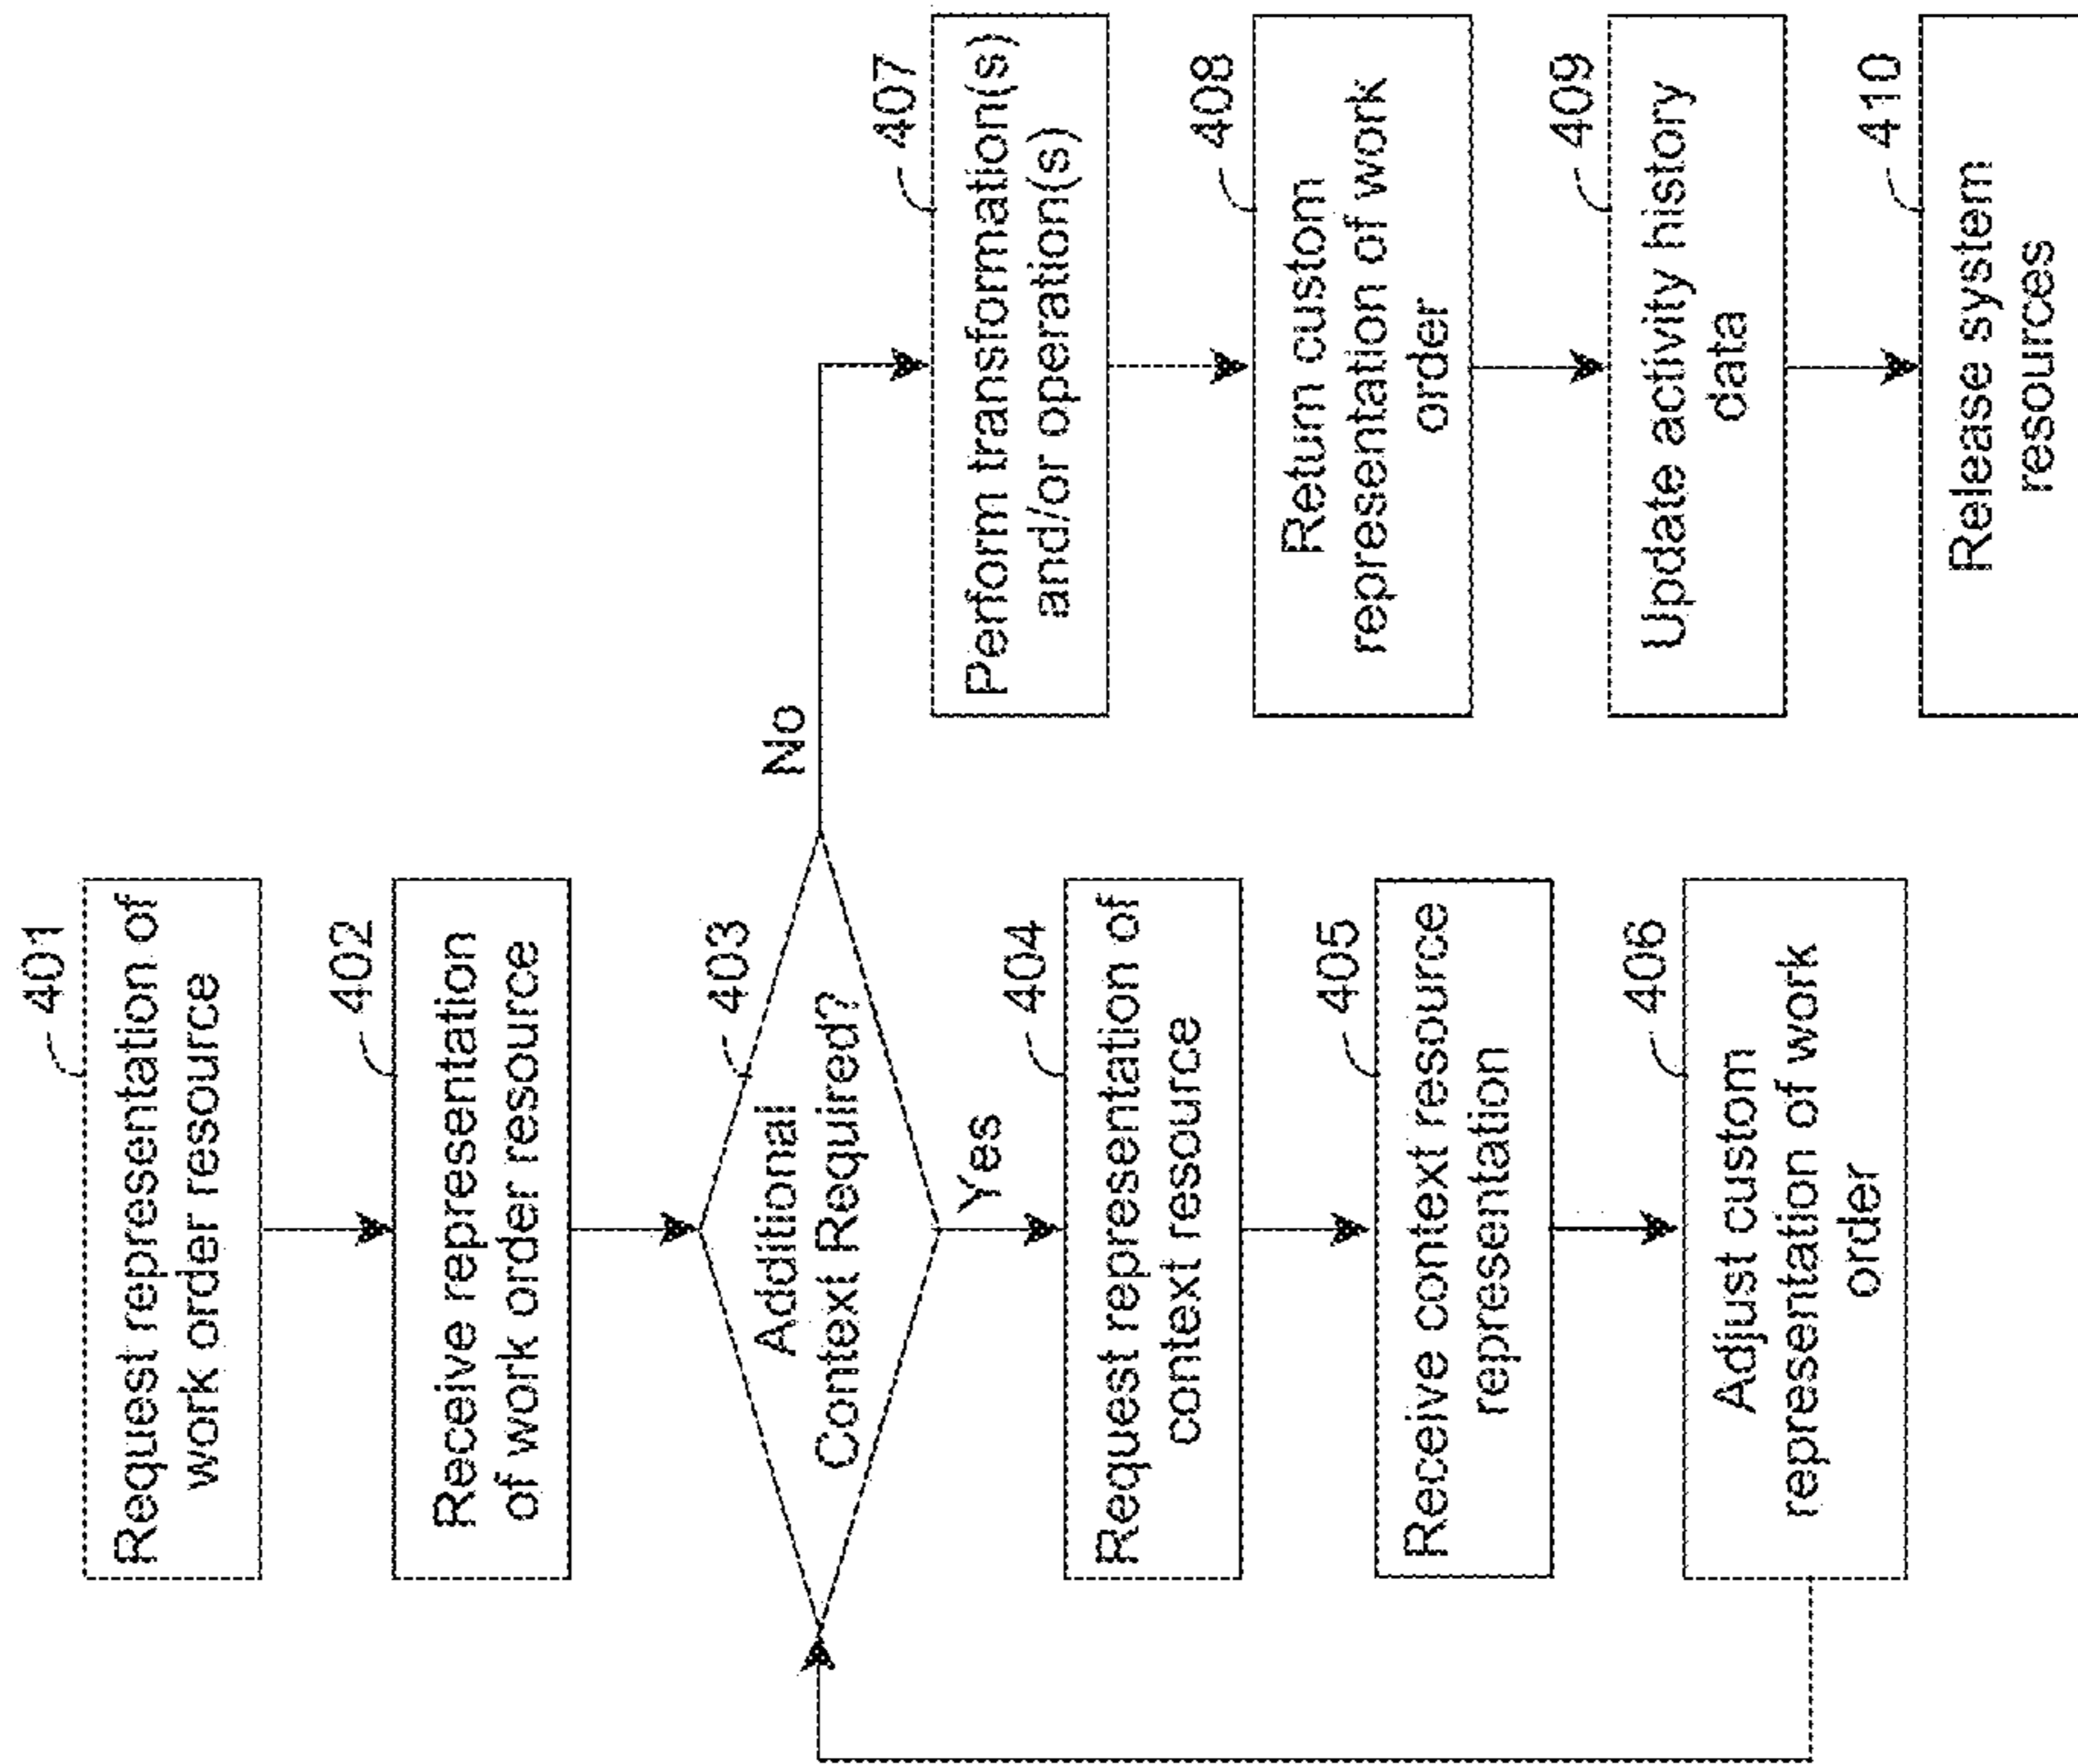 401
Request representation of
work order resource
402
Receive representation
of work order resource
403
Additional
Context Required?
Yes
No
404
Request representation of
context resource
405
Receive context resource
representation
406
Adjust custom
representation of work
order
407
Perform transformation(s)
and/or operation(s)
408
Return custom
representation of work
order
409
Update activity history
data
410
Release system
resources